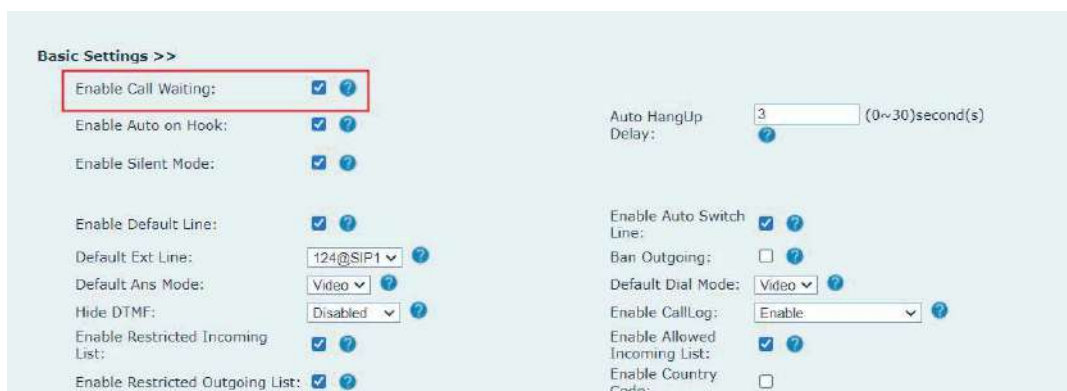 Basic Settings >>
Enable Call Waiting: ?
Enable Auto on Hook: ? Auto HangUp Delay: 3 (0~30)second(s) ?
Enable Silent Mode: ?
Enable Default Line: ? Enable Auto Switch Line: ?
Default Ext Line: 124@SIP1 ? Ban Outgoing: ?
Default Ans Mode: Video ? Default Dial Mode: Video ?
Hide DTMF: Disabled ? Enable CallLog: Enable ?
Enable Restricted Incoming List: ? Enable Allowed Incoming List: ?
Enable Restricted Outgoing List: ? Enable Country Code: